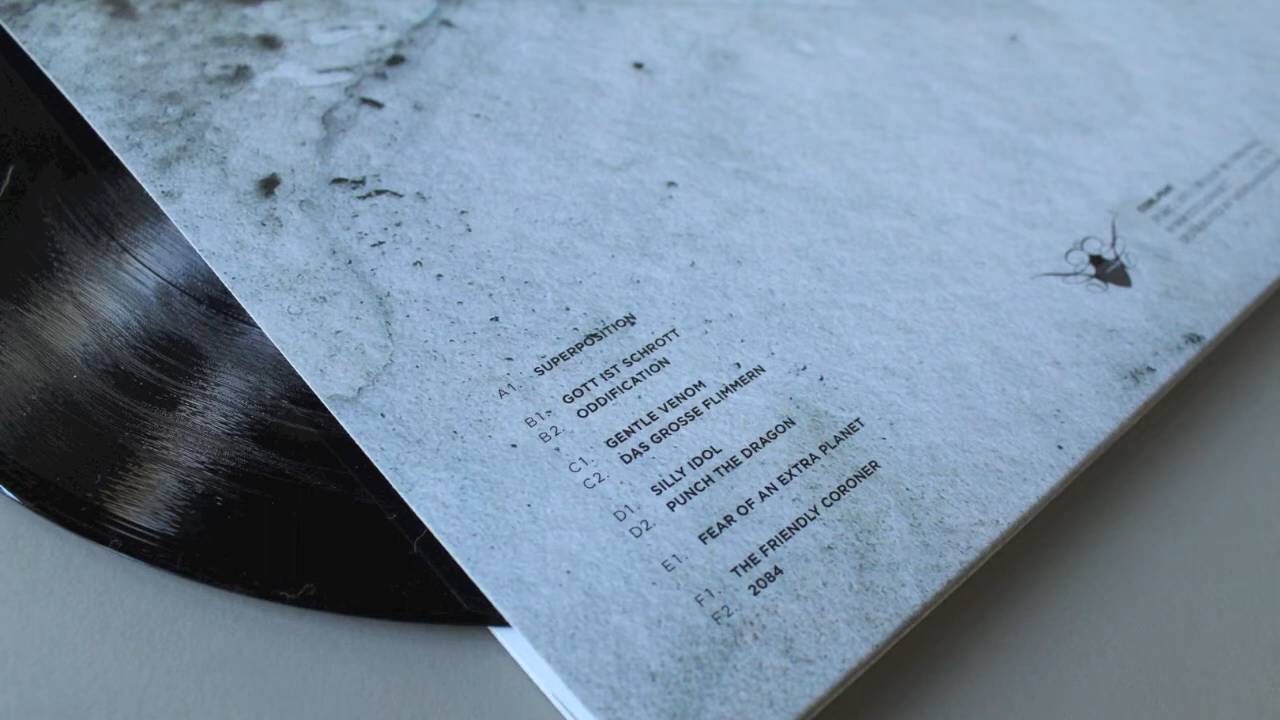 A1. SUPERPOSITION
B1. GOTT IST SCHROTT
B2. ODDIFICATION
C1. GENTLE VENOM
C2. DAS GROSSE FLIMMERN
D1. SILLY IDOL
D2. PUNCH THE DRAGON
E1. FEAR OF AN EXTRA PLANET
F1. THE FRIENDLY CORONER
F2. 2084